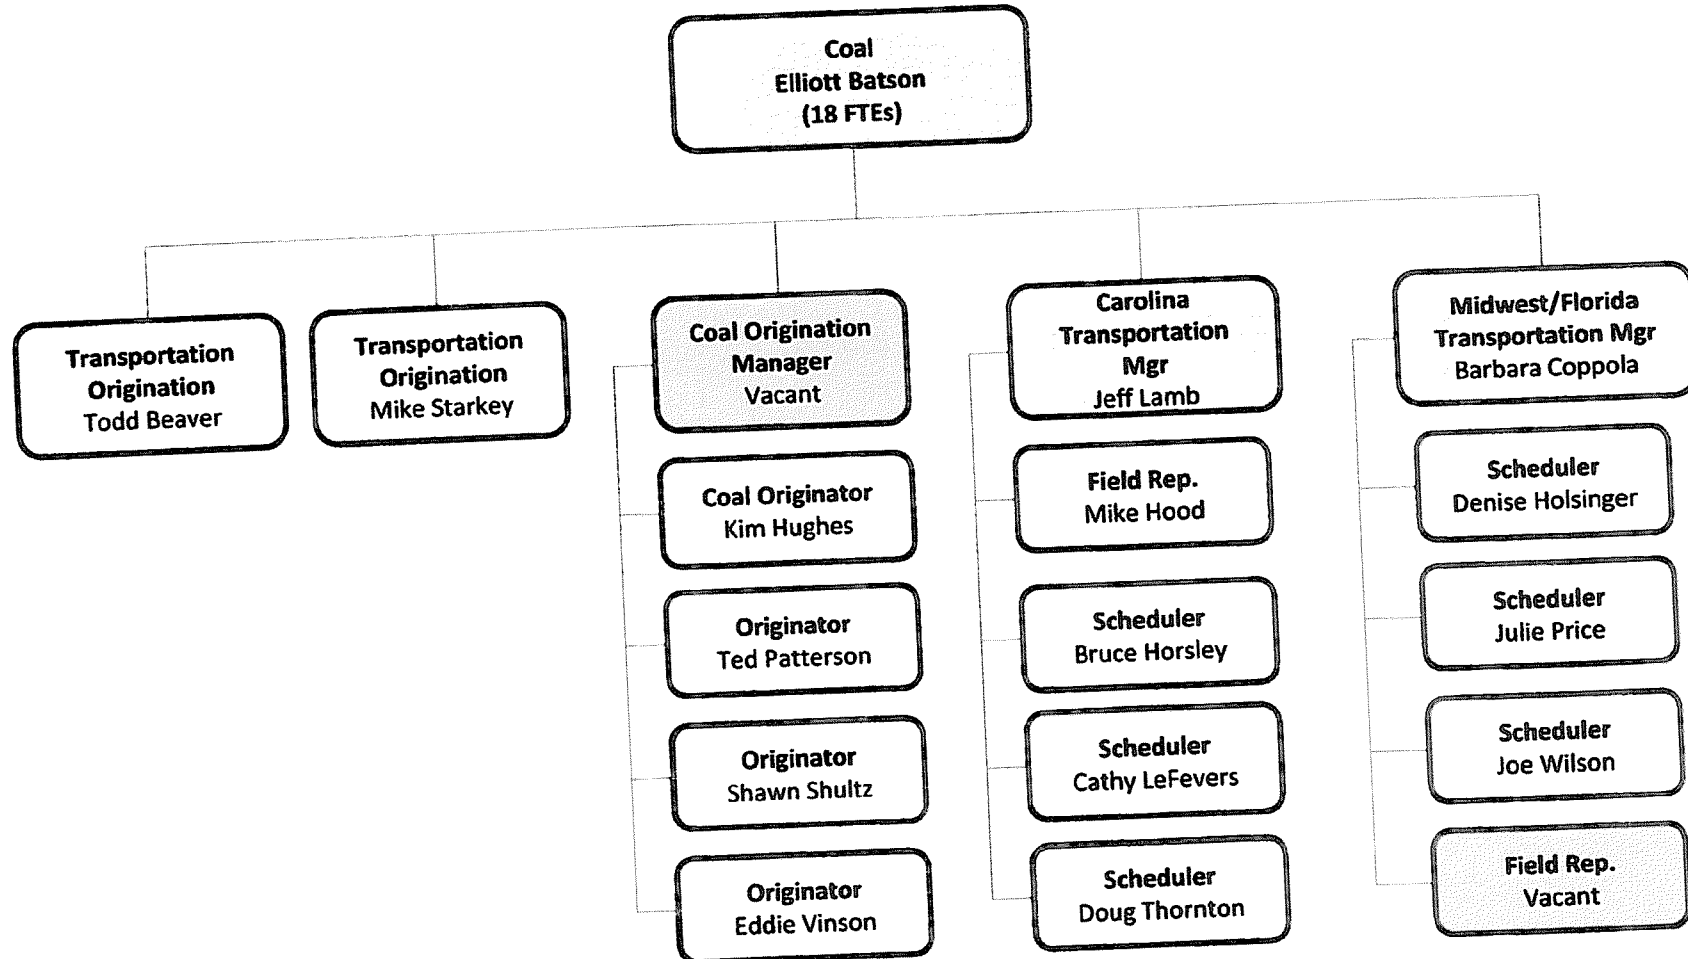 Coal
Elliott Batson
(18 FTEs)
Transportation
Origination
Todd Beaver
Transportation
Origination
Mike Starkey
Coal Origination
Manager
Vacant
Coal Originator
Kim Hughes
Originator
Ted Patterson
Originator
Shawn Shultz
Originator
Eddie Vinson
Carolina
Transportation
Mgr
Jeff Lamb
Field Rep.
Mike Hood
Scheduler
Bruce Horsley
Scheduler
Cathy LeFevers
Scheduler
Doug Thornton
Midwest/Florida
Transportation Mgr
Barbara Coppola
Scheduler
Denise Holsinger
Scheduler
Julie Price
Scheduler
Joe Wilson
Field Rep.
Vacant